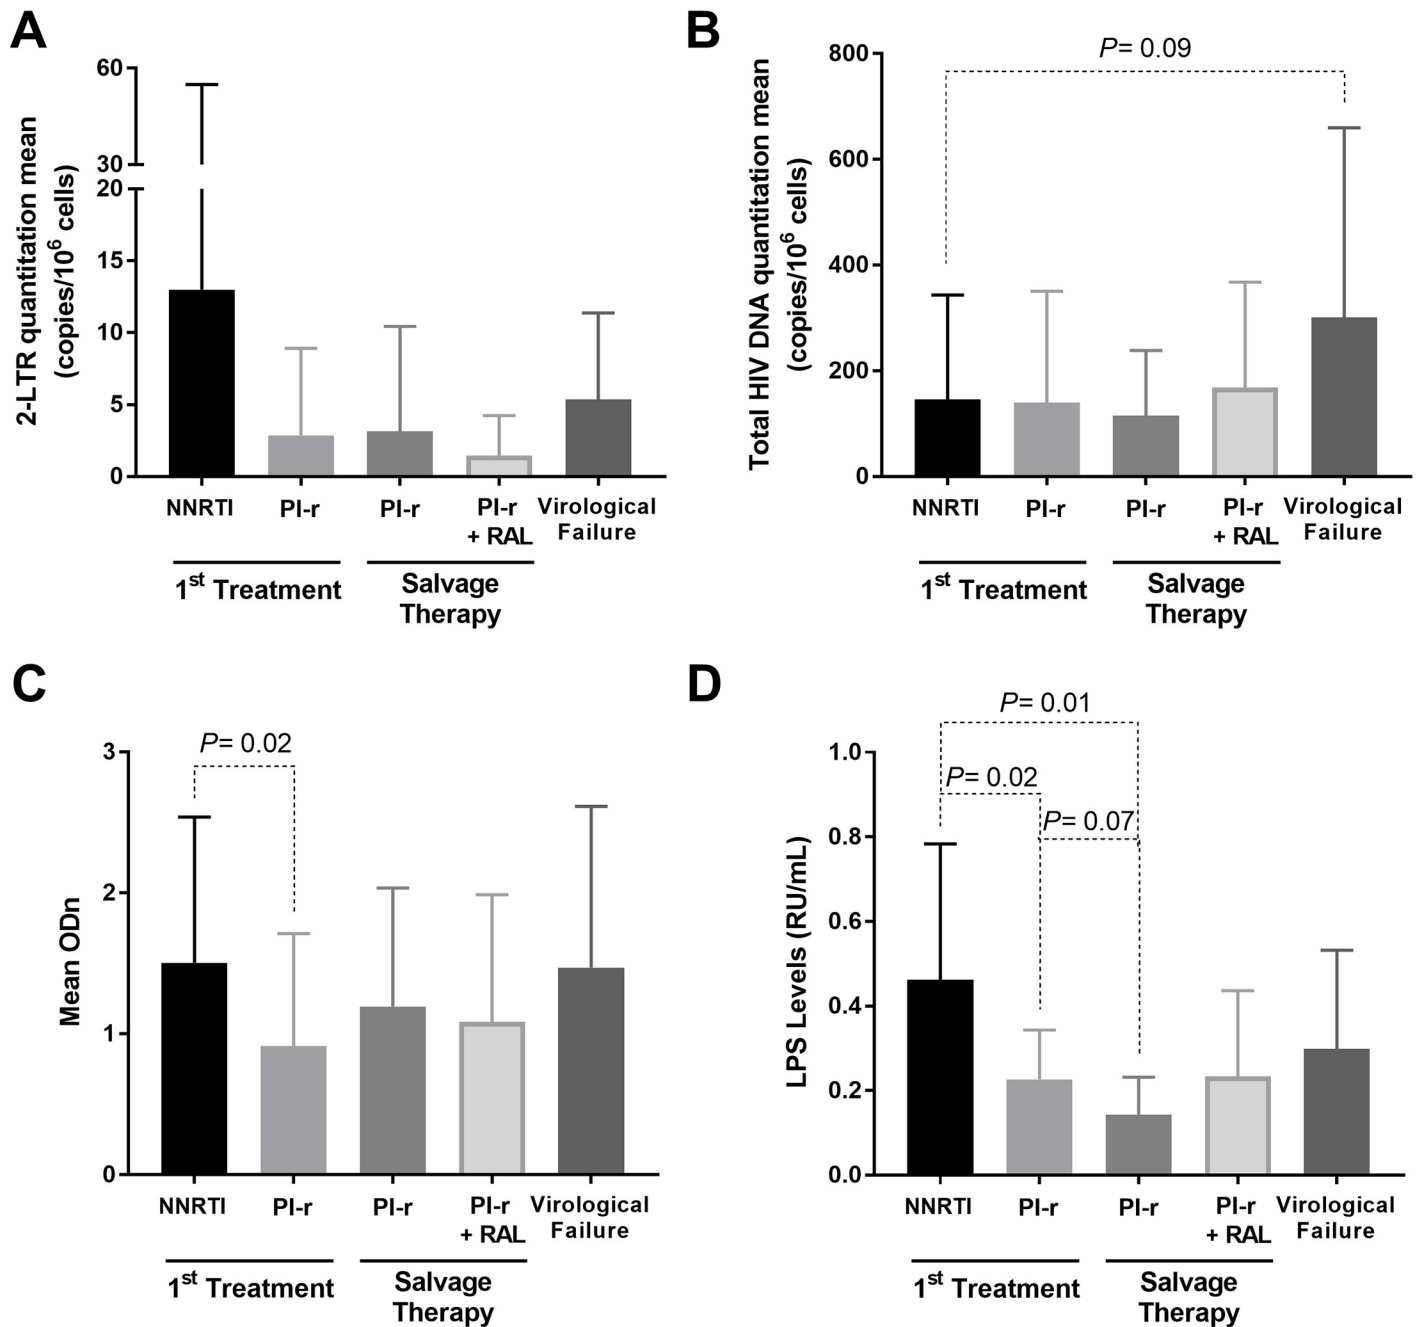 A
2-LTR quantitation mean
(copies/10⁶ cells)
60
30
20
15
10
5
0
NNRTI
PI-r
PI-r
PI-r
+ RAL
Virological
Failure
1st Treatment
Salvage
Therapy
B
Total HIV DNA quantitation mean
(copies/10⁶ cells)
800
600
400
200
0
P= 0.09
NNRTI
PI-r
PI-r
PI-r
+ RAL
Virological
Failure
1st Treatment
Salvage
Therapy
C
Mean ODn
3
2
1
0
P= 0.02
NNRTI
PI-r
PI-r
PI-r
+ RAL
Virological
Failure
1st Treatment
Salvage
Therapy
D
LPS Levels (RU/mL)
1.0
0.8
0.6
0.4
0.2
0.0
P= 0.01
P= 0.02
P= 0.07
NNRTI
PI-r
PI-r
PI-r
+ RAL
Virological
Failure
1st Treatment
Salvage
Therapy